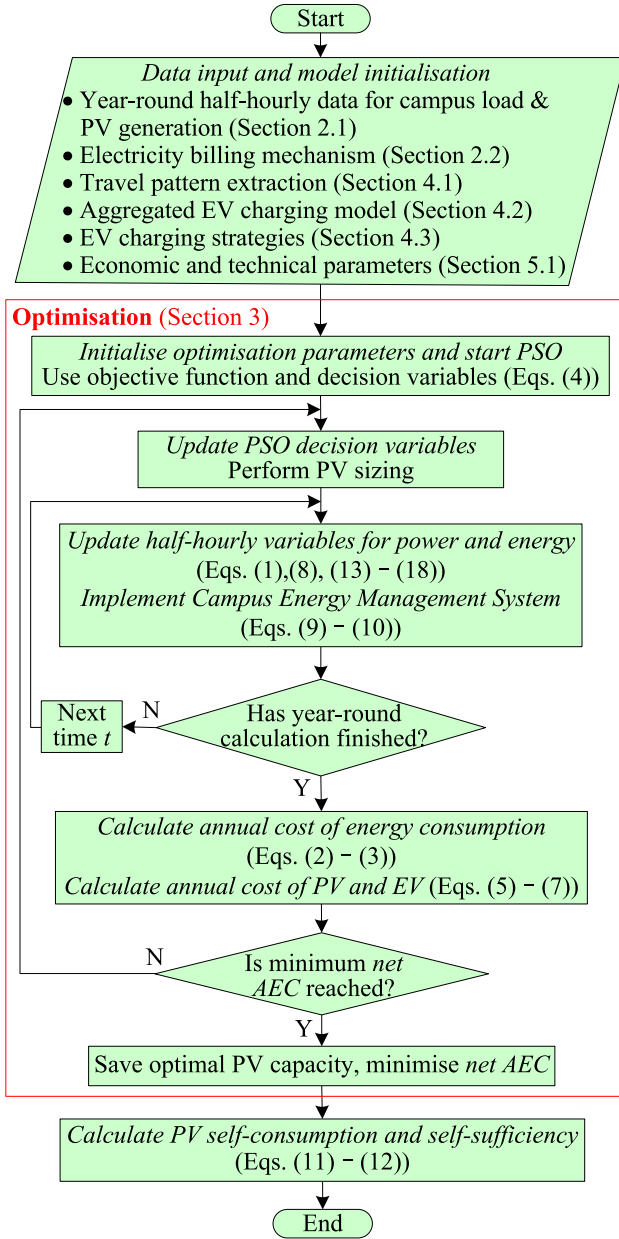 Start
Data input and model initialisation
• Year-round half-hourly data for campus load &
PV generation (Section 2.1)
• Electricity billing mechanism (Section 2.2)
• Travel pattern extraction (Section 4.1)
• Aggregated EV charging model (Section 4.2)
• EV charging strategies (Section 4.3)
• Economic and technical parameters (Section 5.1)
Optimisation (Section 3)
Initialise optimisation parameters and start PSO
Use objective function and decision variables (Eqs. (4))
Update PSO decision variables
Perform PV sizing
Update half-hourly variables for power and energy
(Eqs. (1),(8), (13) − (18))
Implement Campus Energy Management System
(Eqs. (9) − (10))
Next
time t
N
Has year-round
calculation finished?
Y
Calculate annual cost of energy consumption
(Eqs. (2) − (3))
Calculate annual cost of PV and EV (Eqs. (5) − (7))
N
Is minimum net
AEC reached?
Y
Save optimal PV capacity, minimise net AEC
Calculate PV self-consumption and self-sufficiency
(Eqs. (11) − (12))
End